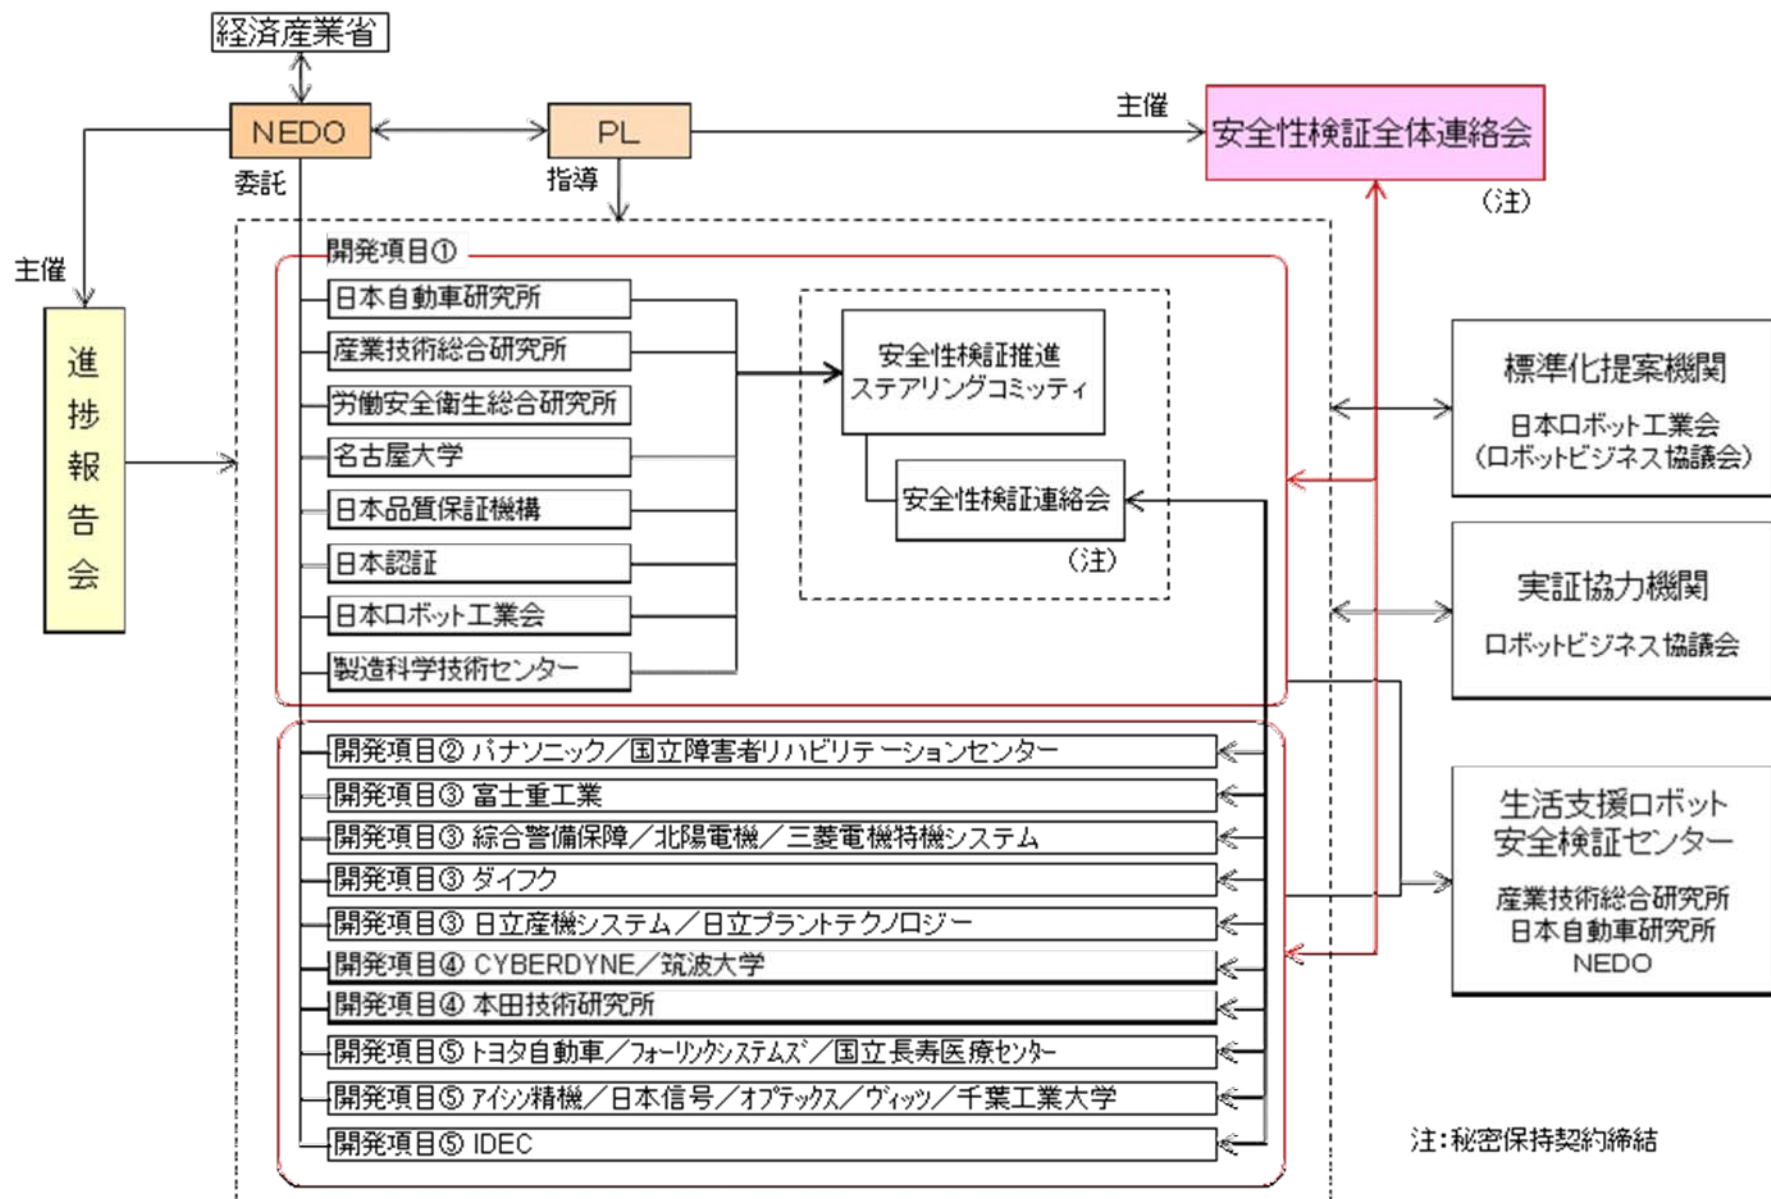 経済産業省
NEDO
PL
主催
安全性検証全体連絡会
(注)
委託
指導
主催
進捗報告会
開発項目①
日本自動車研究所
産業技術総合研究所
労働安全衛生総合研究所
名古屋大学
日本品質保証機構
日本認証
日本ロボット工業会
製造科学技術センター
安全性検証推進
ステアリングコミッティ
安全性検証連絡会
(注)
開発項目② パナソニック/国立障害者リハビリテーションセンター
開発項目③ 富士重工業
開発項目③ 綜合警備保障/北陽電機/三菱電機特機システム
開発項目③ ダイフク
開発項目③ 日立産機システム/日立プラントテクノロジー
開発項目④ CYBERDYNE/筑波大学
開発項目④ 本田技術研究所
開発項目⑤ トヨタ自動車/フォーリンクシステムズ/国立長寿医療センター
開発項目⑤ アイシン精機/日本信号/オプテックス/ヴィッツ/千葉工業大学
開発項目⑤ IDEC
標準化提案機関
日本ロボット工業会
(ロボットビジネス協議会)
実証協力機関
ロボットビジネス協議会
生活支援ロボット
安全検証センター
産業技術総合研究所
日本自動車研究所
NEDO
注:秘密保持契約締結